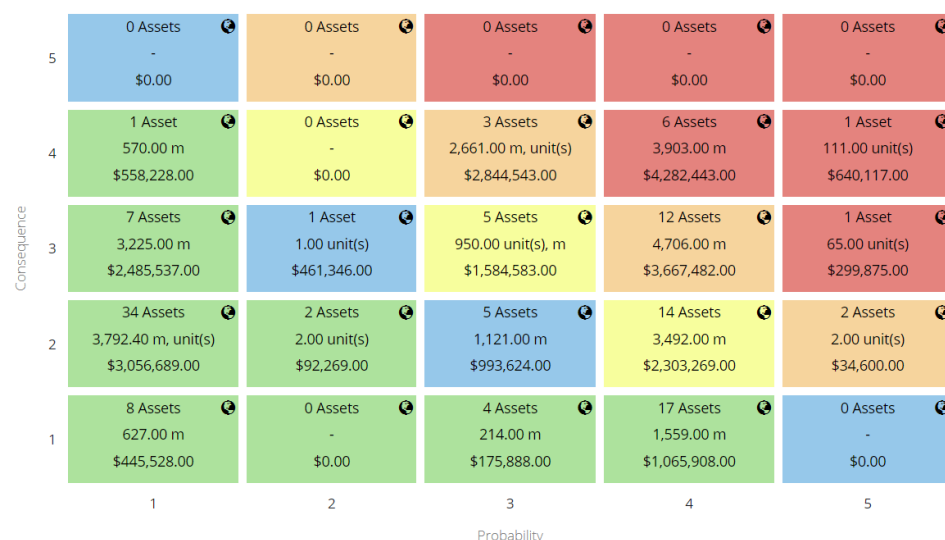 0 Assets 0 Assets 0 Assets 0 Assets 0 Assets
5 - - - - -
$0.00 $0.00 $0.00 $0.00 $0.00
1 Asset 0 Assets 3 Assets 6 Assets 1 Asset
4 570.00 m - 2,661.00 m, unit(s) 3,903.00 m 111.00 unit(s)
$558,228.00 $0.00 $2,844,543.00 $4,282,443.00 $640,117.00
Consequence
7 Assets 1 Asset 5 Assets 12 Assets 1 Asset
3 3,225.00 m 1.00 unit(s) 950.00 unit(s), m 4,706.00 m 65.00 unit(s)
$2,485,537.00 $461,346.00 $1,584,583.00 $3,667,482.00 $299,875.00
34 Assets 2 Assets 5 Assets 14 Assets 2 Assets
2 3,792.40 m, unit(s) 2.00 unit(s) 1,121.00 m 3,492.00 m 2.00 unit(s)
$3,056,689.00 $92,269.00 $993,624.00 $2,303,269.00 $34,600.00
8 Assets 0 Assets 4 Assets 17 Assets 0 Assets
1 627.00 m - 214.00 m 1,559.00 m -
$445,528.00 $0.00 $175,888.00 $1,065,908.00 $0.00
1 2 3 4 5
Probability